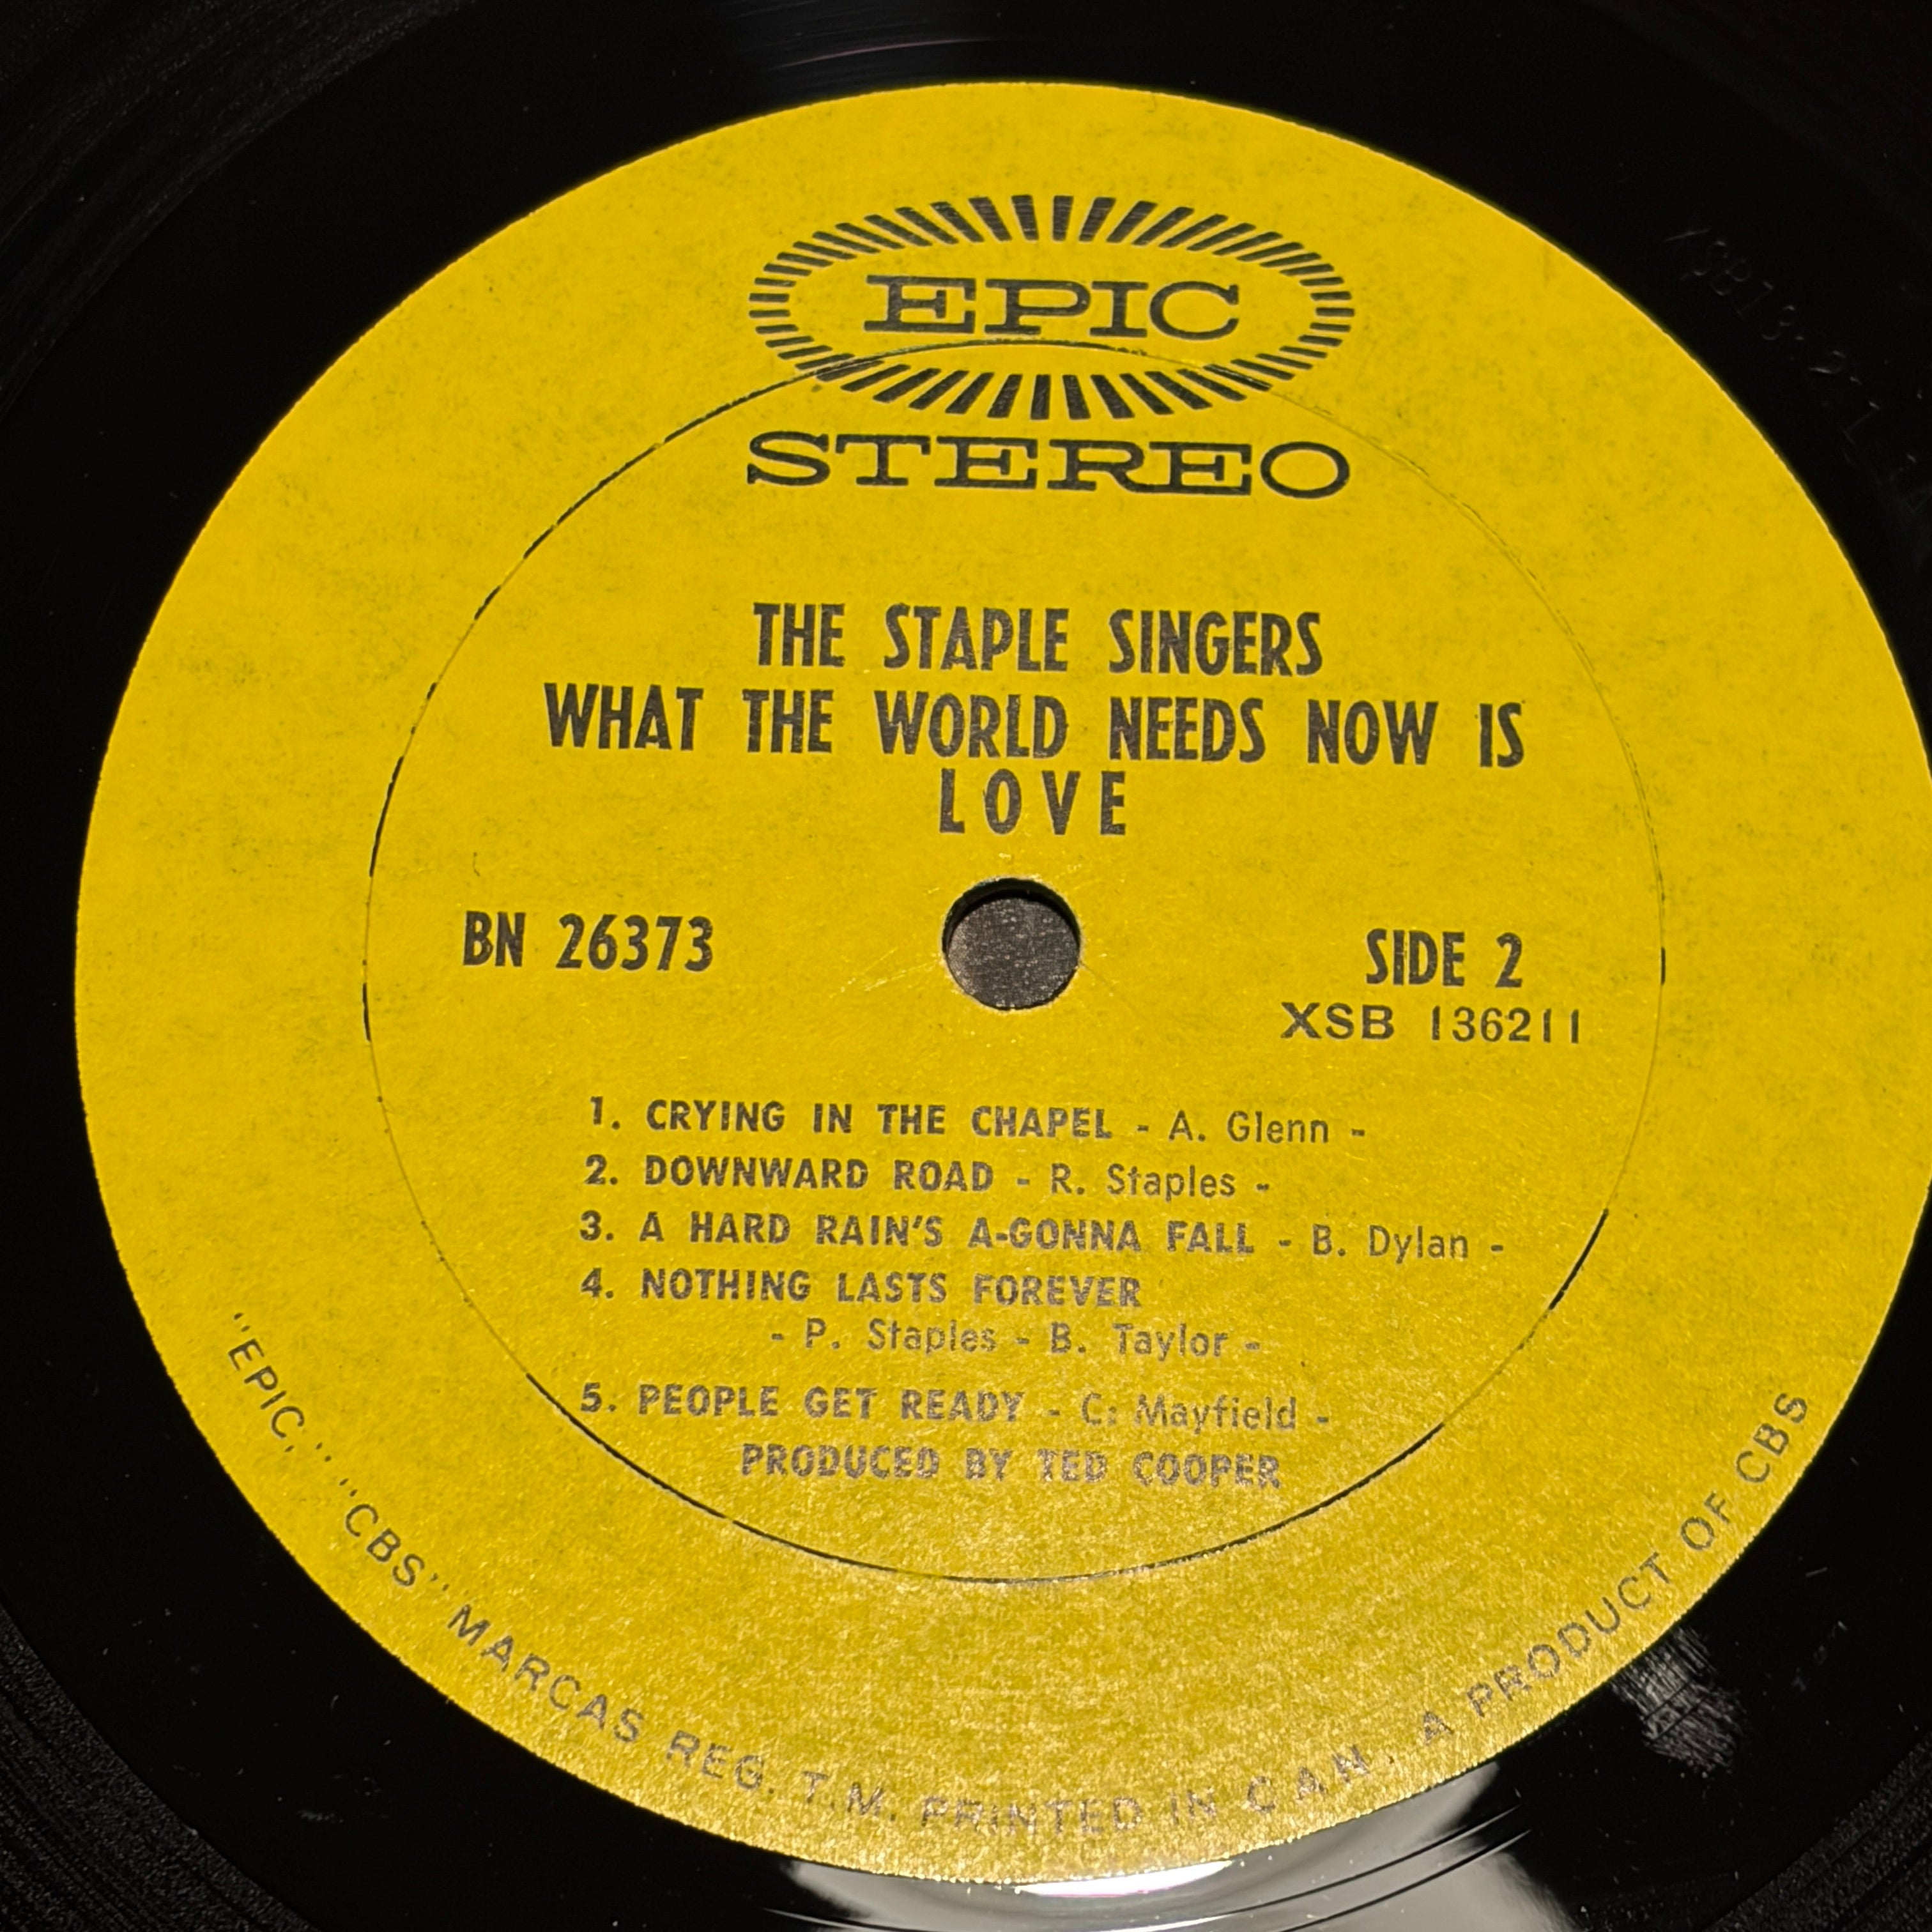 EPIC
STEREO
THE STAPLE SINGERS
WHAT THE WORLD NEEDS NOW IS
LOVE
BN 26373
SIDE 2
XSB 136211
1. CRYING IN THE CHAPEL - A. Glenn -
2. DOWNWARD ROAD - R. Staples -
3. A HARD RAIN'S A-GONNA FALL - B. Dylan -
4. NOTHING LASTS FOREVER
- P. Staples - B. Taylor -
5. PEOPLE GET READY - C: Mayfield -
PRODUCED BY TED COOPER
"EPIC," "CBS" MARCAS REG. T.M. PRINTED IN CAN. A PRODUCT OF CBS